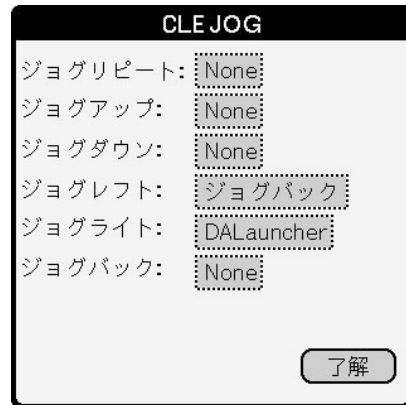 CLE JOG
ジョグリピート: None
ジョグアップ: None
ジョグダウン: None
ジョグレフト: ジョグバック
ジョグライト: DALauncher
ジョグバック: None
了解